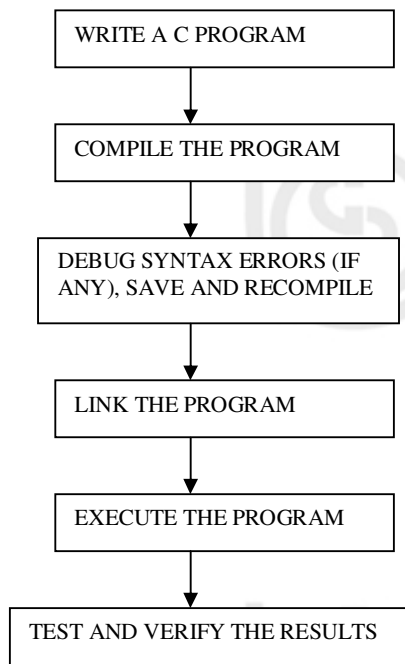 WRITE A C PROGRAM
COMPILE THE PROGRAM
DEBUG SYNTAX ERRORS (IF
ANY), SAVE AND RECOMPILE
LINK THE PROGRAM
EXECUTE THE PROGRAM
TEST AND VERIFY THE RESULTS